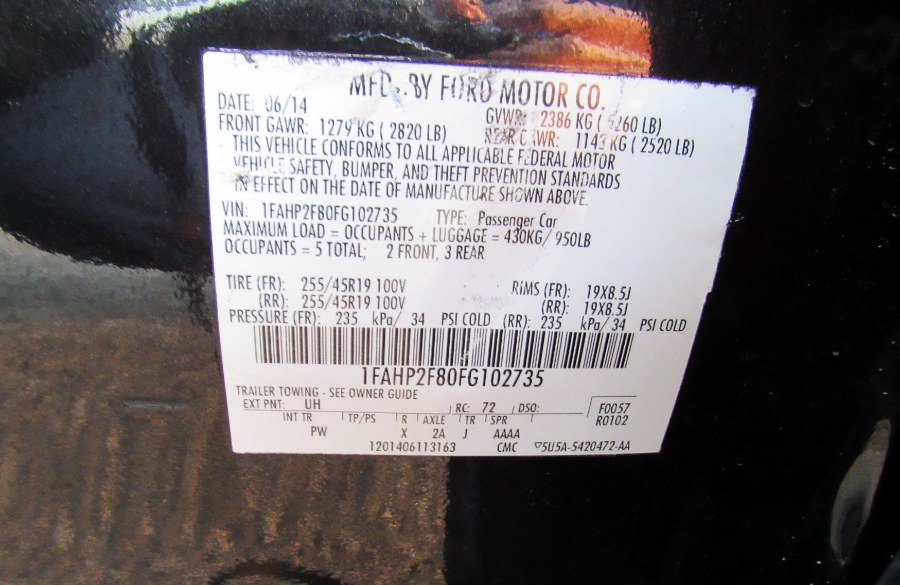 MFD. BY FORD MOTOR CO.
DATE: 06/14 GVWR: 2386 KG ( 5260 LB)
FRONT GAWR: 1279 KG ( 2820 LB) REAR GAWR: 1143 KG ( 2520 LB)
THIS VEHICLE CONFORMS TO ALL APPLICABLE FEDERAL MOTOR
VEHICLE SAFETY, BUMPER, AND THEFT PREVENTION STANDARDS
IN EFFECT ON THE DATE OF MANUFACTURE SHOWN ABOVE.
VIN: 1FAHP2F80FG102735 TYPE: Passenger Car
MAXIMUM LOAD = OCCUPANTS + LUGGAGE = 430KG/ 950LB
OCCUPANTS = 5 TOTAL; 2 FRONT, 3 REAR
TIRE (FR): 255/45R19 100V RIMS (FR): 19X8.5J
(RR): 255/45R19 100V (RR): 19X8.5J
PRESSURE (FR): 235 kPa/ 34 PSI COLD (RR): 235 kPa/ 34 PSI COLD
1FAHP2F80FG102735
TRAILER TOWING - SEE OWNER GUIDE
EXT PNT: UH RC: 72 DSO: F0057
R0102
INT TR TP/PS R AXLE TR SPR
PW X 2A J AAAA
1201406113163 CMC 5U5A-5420472-AA